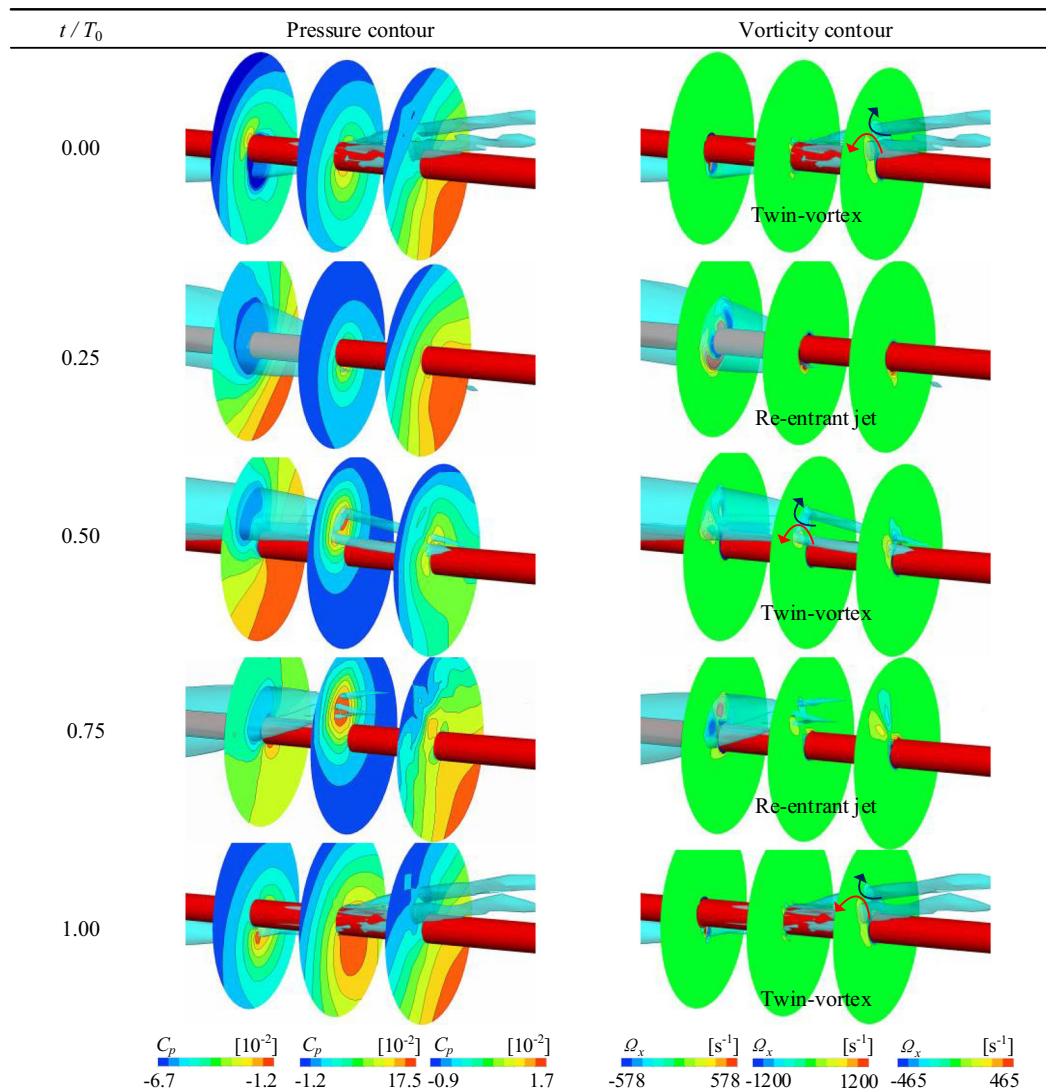 t / T0 Pressure contour Vorticity contour
0.00
Twin-vortex
0.25
Re-entrant jet
0.50
Twin-vortex
0.75
Re-entrant jet
1.00
Twin-vortex
Cp [10-2] Cp [10-2] Cp [10-2] Ωx [s-1] Ωx [s-1] Ωx [s-1]
-6.7 -1.2 -1.2 17.5 -0.9 1.7 -578 578 -1200 1200 -465 465